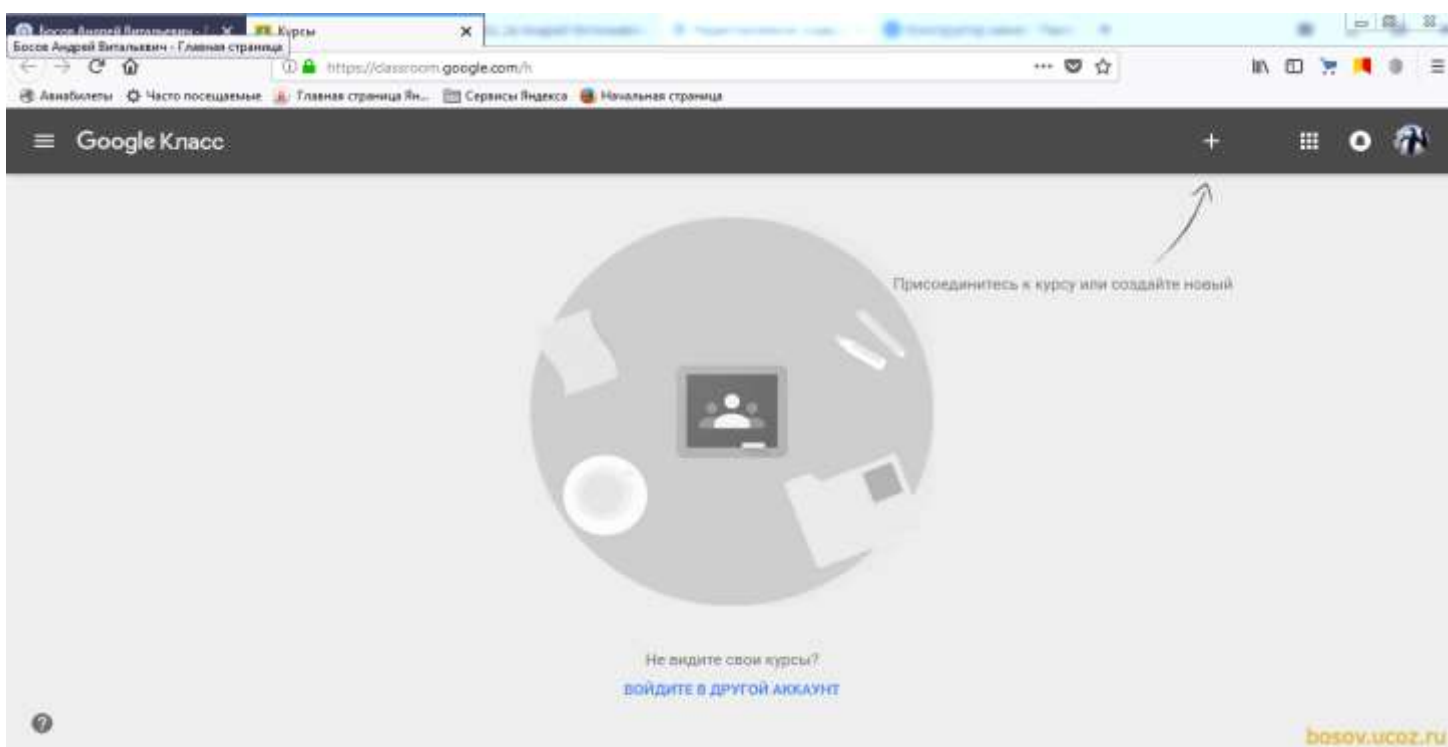 Босов Андрей Витальевич - Главная страница
Курсы
https://classroom.google.com/h
Авиабилеты
Часто посещаемые
Главная страница Ян...
Сервисы Яндекса
Начальная страница
Google Класс
Присоединитесь к курсу или создайте новый
Не видите свои курсы?
ВОЙДИТЕ В ДРУГОЙ АККАУНТ
bosov.ucoz.ru